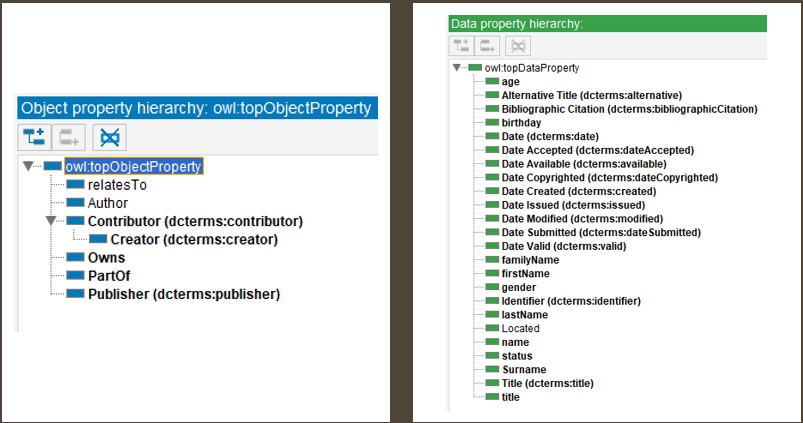 Object property hierarchy: owl:topObjectProperty
owl:topObjectProperty
relatesTo
Author
Contributor (dcterms:contributor)
Creator (dcterms:creator)
Owns
PartOf
Publisher (dcterms:publisher)
Data property hierarchy:
owl:topDataProperty
age
Alternative Title (dcterms:alternative)
Bibliographic Citation (dcterms:bibliographicCitation)
birthday
Date (dcterms:date)
Date Accepted (dcterms:dateAccepted)
Date Available (dcterms:available)
Date Copyrighted (dcterms:dateCopyrighted)
Date Created (dcterms:created)
Date Issued (dcterms:issued)
Date Modified (dcterms:modified)
Date Submitted (dcterms:dateSubmitted)
Date Valid (dcterms:valid)
familyName
firstName
gender
Identifier (dcterms:identifier)
lastName
Located
name
status
Surname
Title (dcterms:title)
title